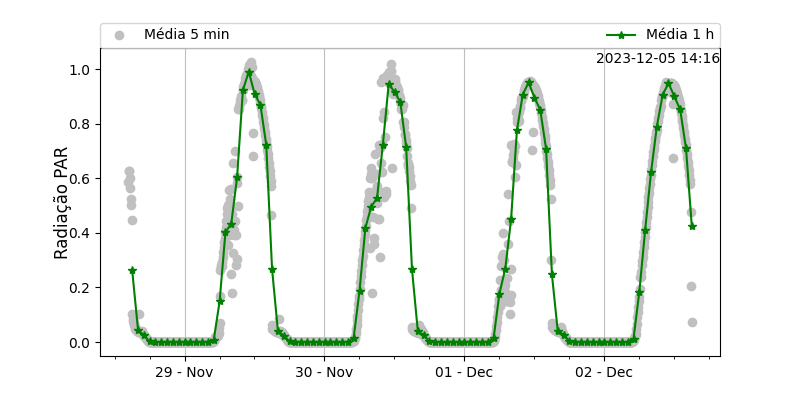 Média 5 min
Média 1 h
2023-12-05 14:16
Radiação PAR
1.0
0.8
0.6
0.4
0.2
0.0
29 - Nov
30 - Nov
01 - Dec
02 - Dec